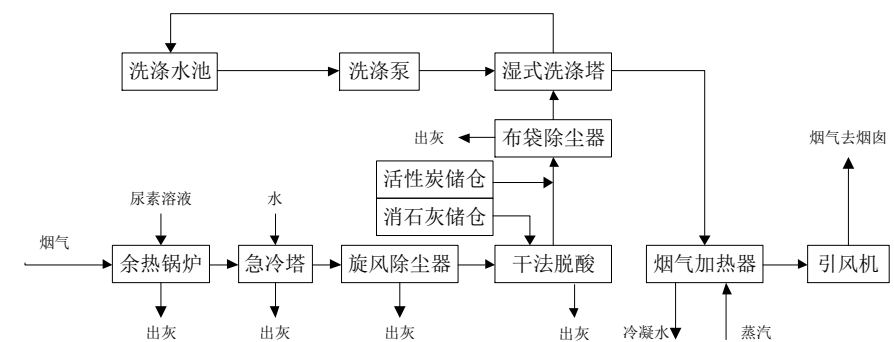 洗涤水池
洗涤泵
湿式洗涤塔
出灰
布袋除尘器
烟气去烟囱
活性炭储仓
消石灰储仓
尿素溶液
水
烟气
余热锅炉
急冷塔
旋风除尘器
干法脱酸
烟气加热器
引风机
出灰
出灰
出灰
出灰
冷凝水
蒸汽